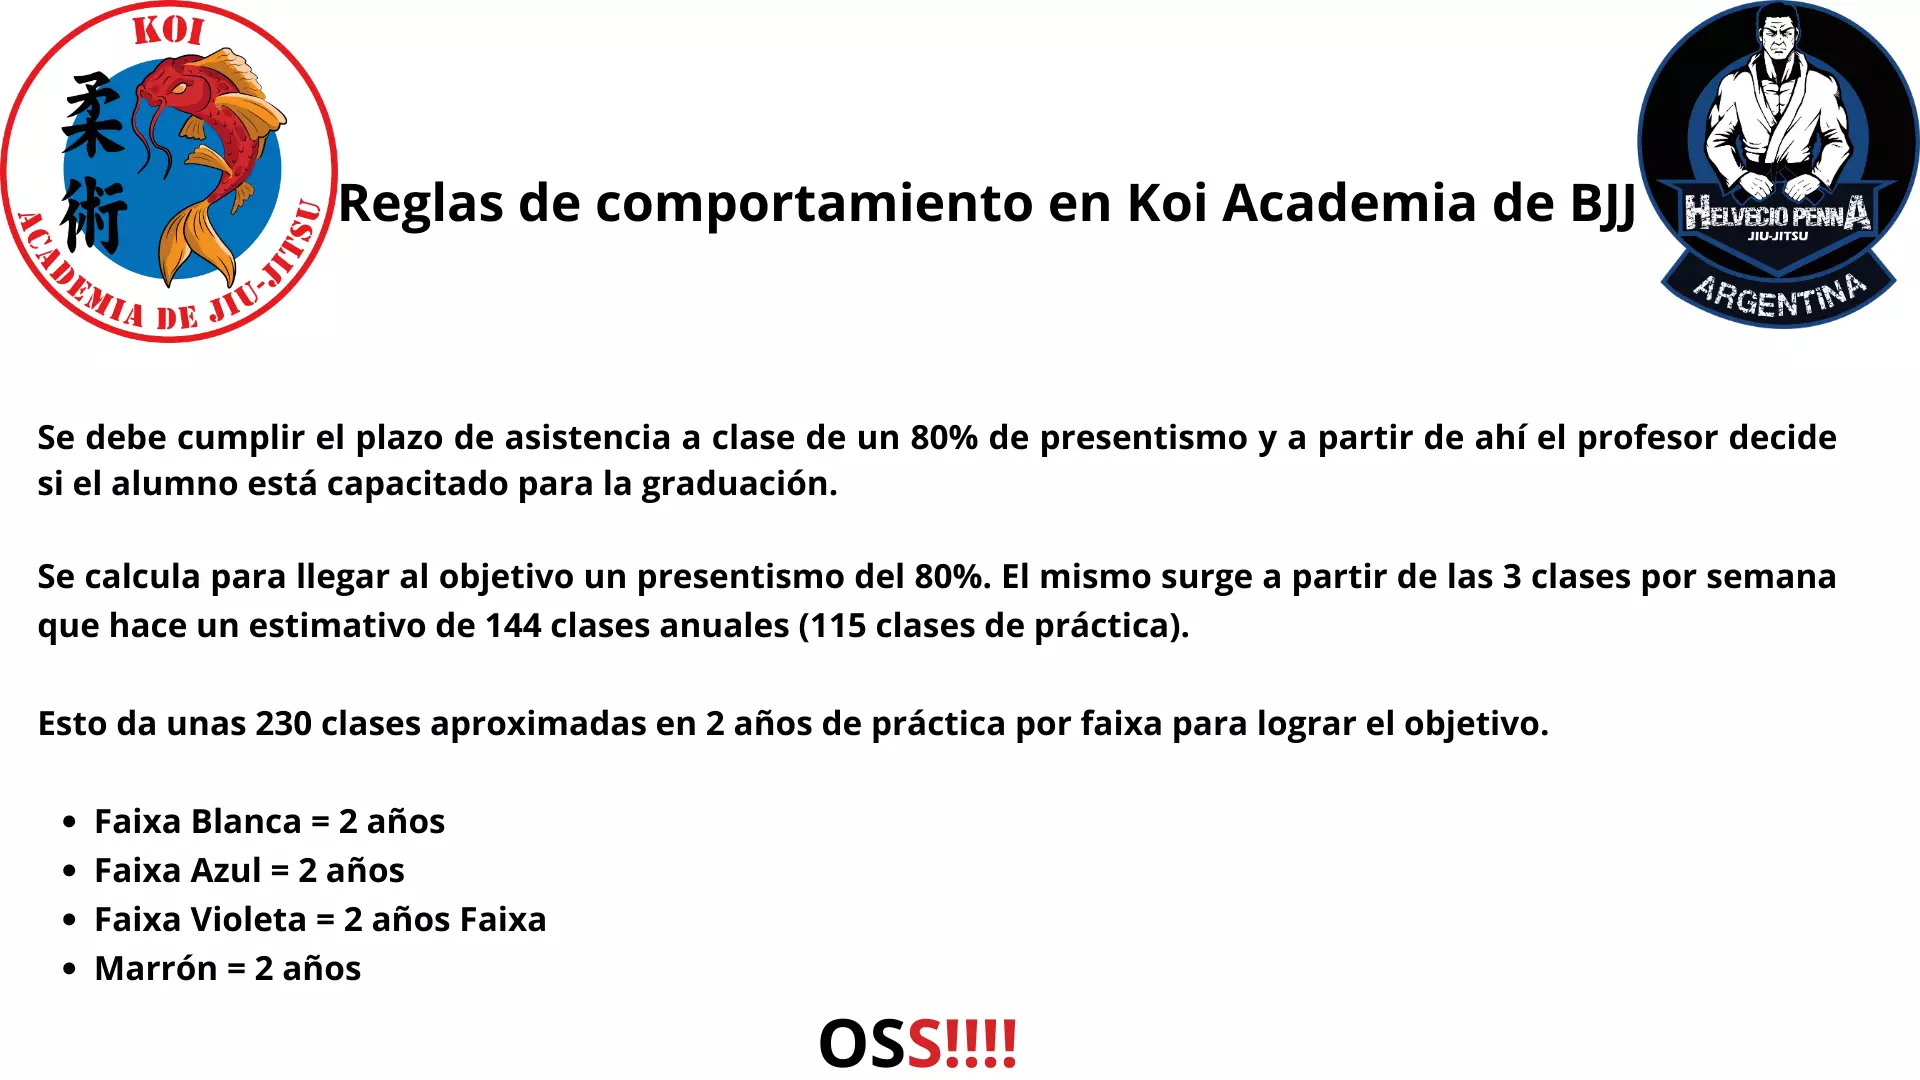 KOI
柔術
ACADEMIA DE JIU-JITSU
Reglas de comportamiento en Koi Academia de BJJ
HELVECIO PENNA
JIU-JITSU
ARGENTINA
Se debe cumplir el plazo de asistencia a clase de un 80% de presentismo y a partir de ahí el profesor decide
si el alumno está capacitado para la graduación.
Se calcula para llegar al objetivo un presentismo del 80%. El mismo surge a partir de las 3 clases por semana
que hace un estimativo de 144 clases anuales (115 clases de práctica).
Esto da unas 230 clases aproximadas en 2 años de práctica por faixa para lograr el objetivo.
• Faixa Blanca = 2 años
• Faixa Azul = 2 años
• Faixa Violeta = 2 años Faixa
• Marrón = 2 años
OSS!!!!